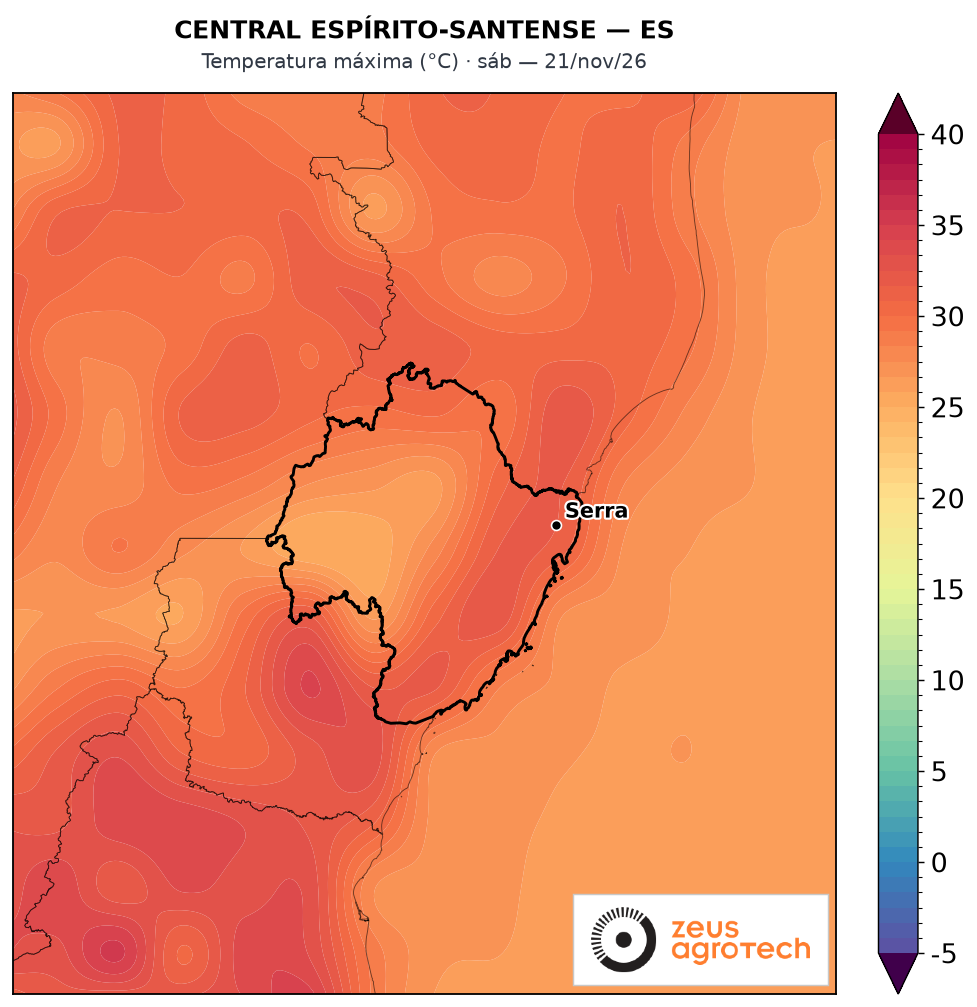 CENTRAL ESPÍRITO-SANTENSE — ES
Temperatura máxima (°C) · sáb — 21/nov/26
40
35
30
25
20
15
10
5
0
-5
Serra
zeus
agrotech